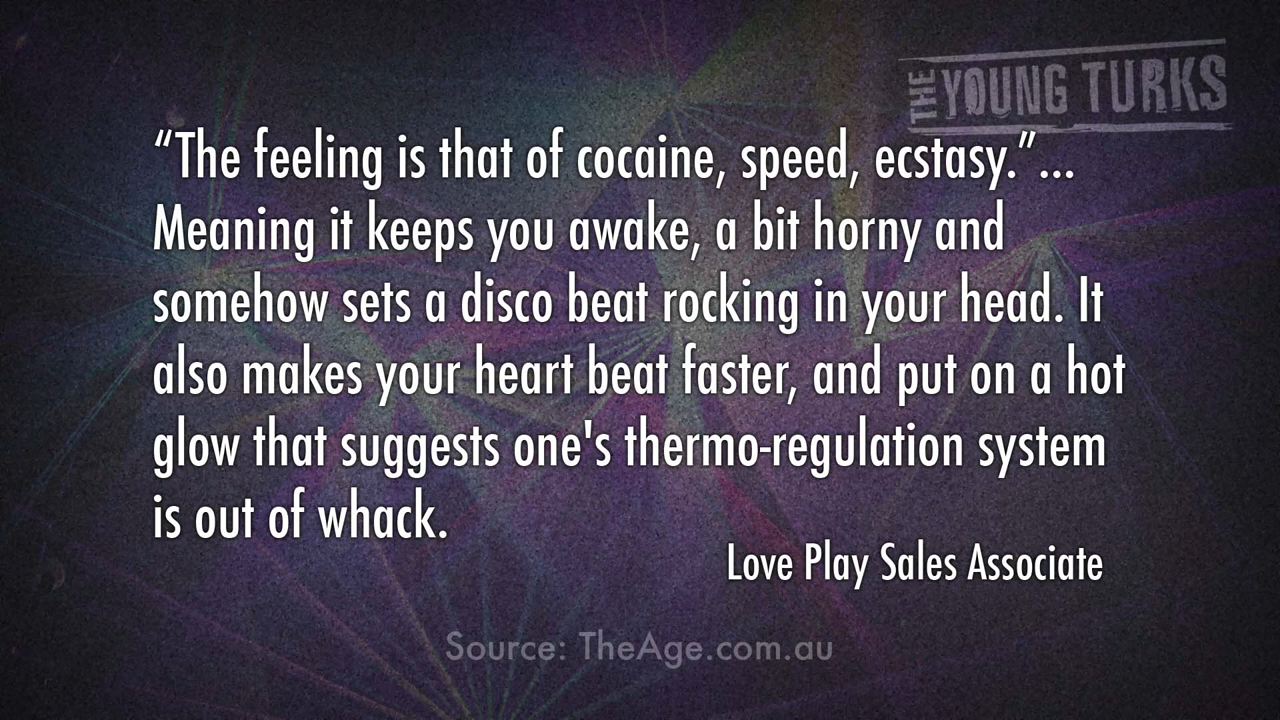 THE YOUNG TURKS
“The feeling is that of cocaine, speed, ecstasy.”...
Meaning it keeps you awake, a bit horny and
somehow sets a disco beat rocking in your head. It
also makes your heart beat faster, and put on a hot
glow that suggests one's thermo-regulation system
is out of whack.
Love Play Sales Associate
Source: TheAge.com.au